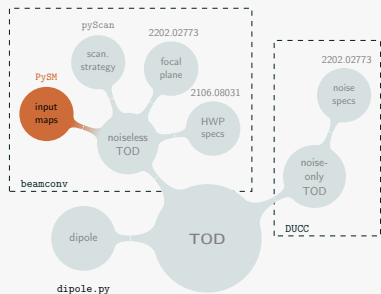 pyScan
2202.02773
scan.
strategy
focal
plane
PySM
2106.08031
input
maps
noiseless
TOD
HWP
specs
beamconv
2202.02773
noise
specs
noise-
only
TOD
DUCC
dipole
TOD
dipole.py